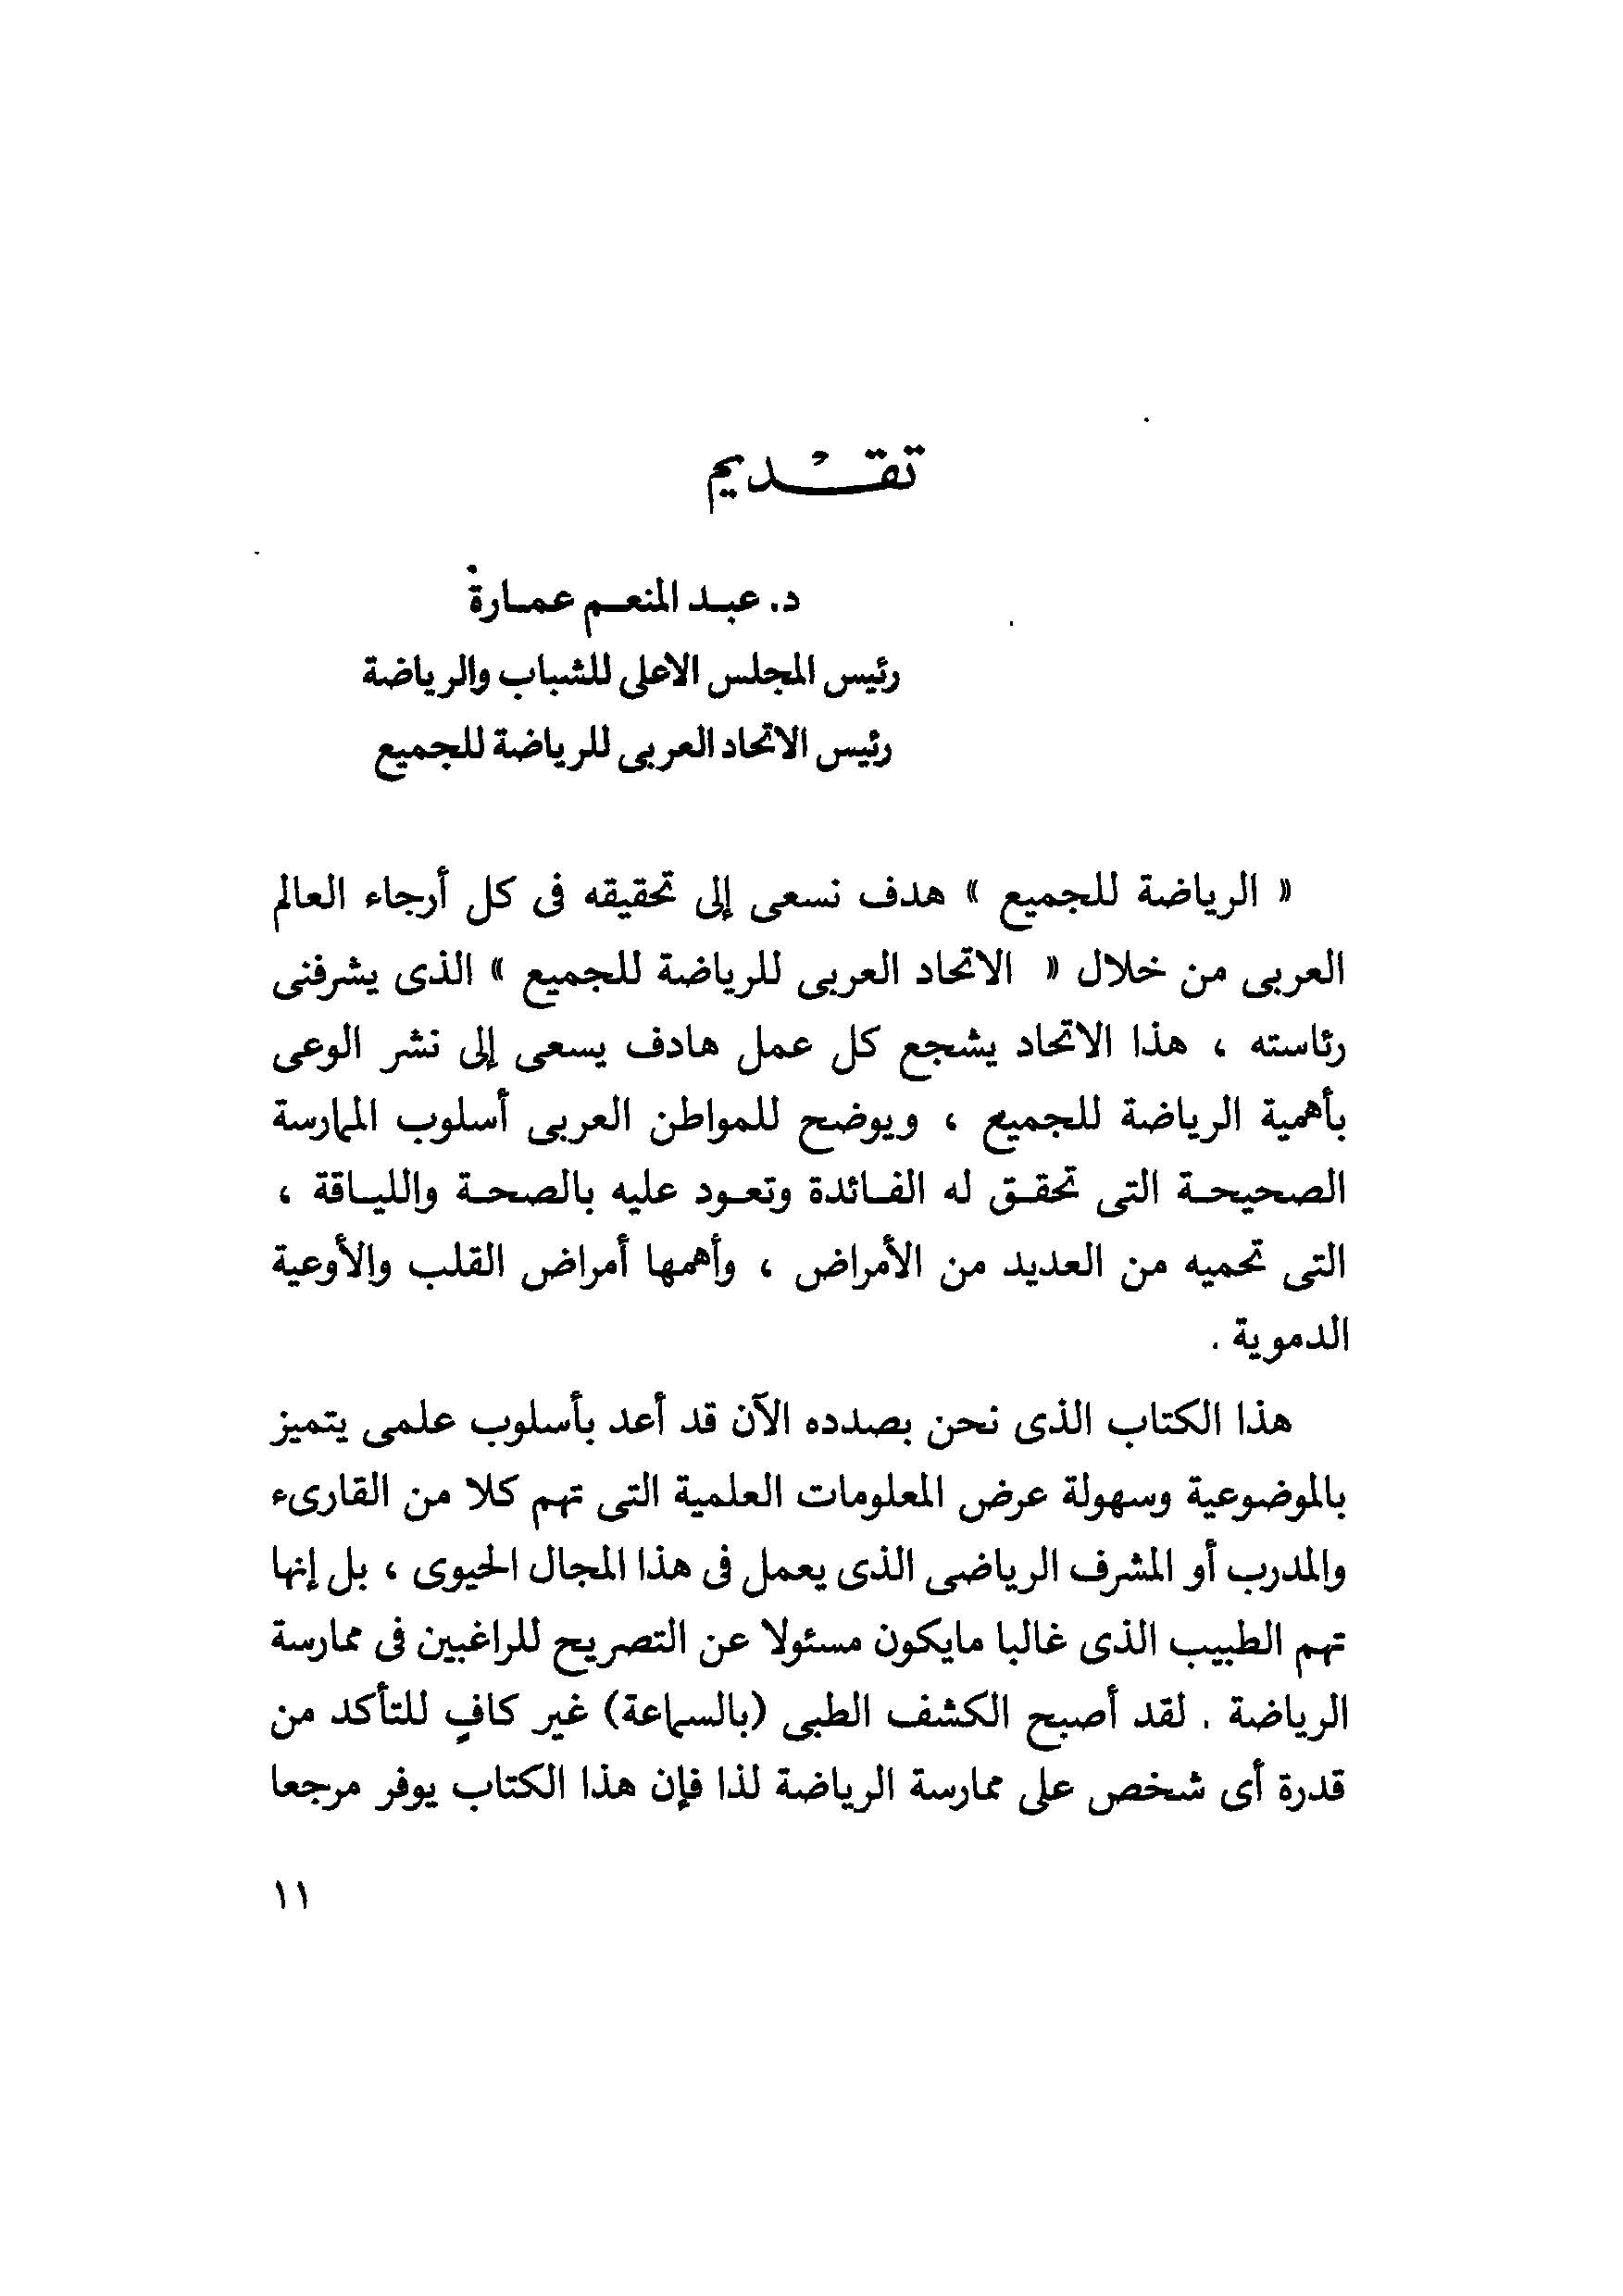 تقديم
د. عبد المنعم عمارة
رئيس المجلس الاعلى للشباب والرياضة
رئيس الاتحاد العربى للرياضة للجميع
« الرياضة للجميع » هدف نسعى إلى تحقيقه فى كل أرجاء العالم
العربى من خلال « الاتحاد العربى للرياضة للجميع » الذى يشرفنى
رئاسته ، هذا الاتحاد يشجع كل عمل هادف يسعى إلى نشر الوعى
بأهمية الرياضة للجميع ، ويوضح للمواطن العربى أسلوب الممارسة
الصحيحة التى تحقق له الفائدة وتعود عليه بالصحة واللياقة ،
التى تحميه من العديد من الأمراض ، وأهمها أمراض القلب والأوعية
الدموية .
هذا الكتاب الذى نحن بصدده الآن قد أعد بأسلوب علمى يتميز
بالموضوعية وسهولة عرض المعلومات العلمية التى تهم كلا من القارىء
والمدرب أو المشرف الرياضى الذى يعمل فى هذا المجال الحيوى ، بل إنها
تهم الطبيب الذى غالبا مايكون مسئولا عن التصريح للراغبين فى ممارسة
الرياضة . لقد أصبح الكشف الطبى (بالسماعة) غير كافٍ للتأكد من
قدرة أى شخص على ممارسة الرياضة لذا فإن هذا الكتاب يوفر مرجعا
١١